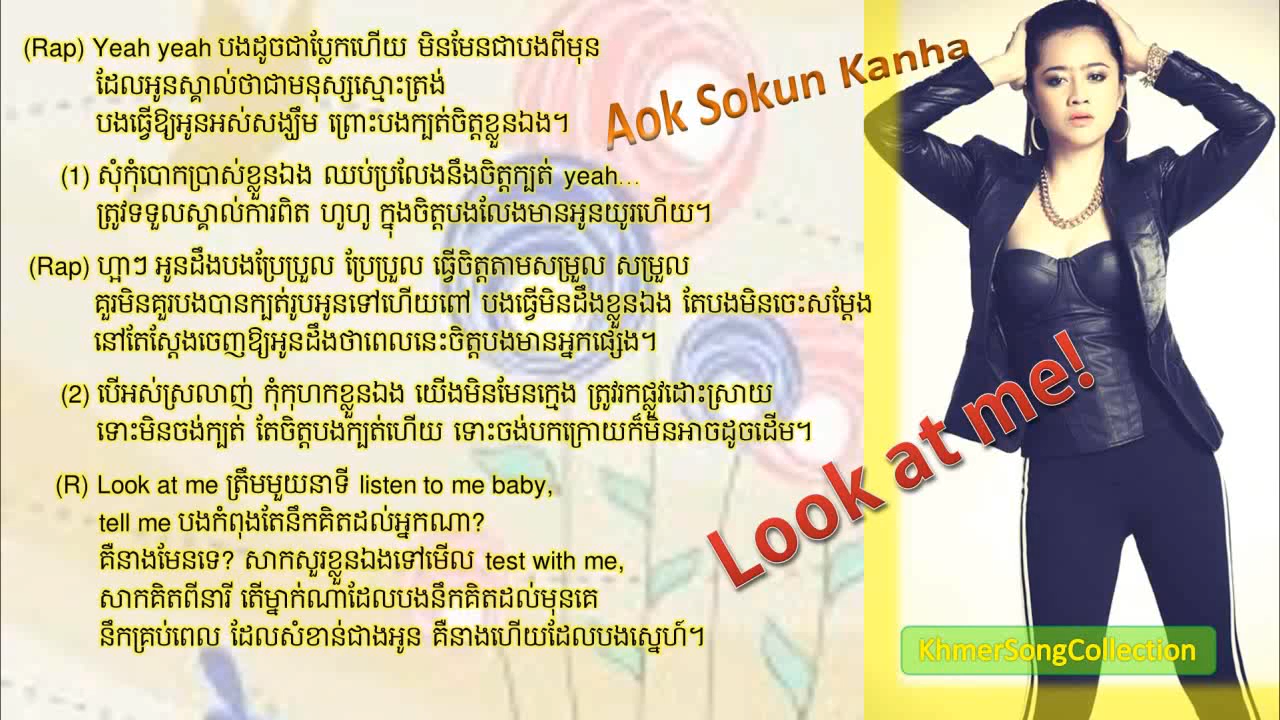 (Rap) Yeah yeah បងដូចជាប្លែកហើយ មិនមែនជាបងពីមុន
ដែលអូនស្គាល់ថាជាមនុស្សស្មោះត្រង់
បងធ្វើឱ្យអូនអស់សង្ឃឹម ព្រោះបងក្បត់ចិត្តខ្លួនឯង។
(1) សុំកុំបោកប្រាស់ខ្លួនឯង ឈប់ប្រលែងនឹងចិត្តក្បត់ yeah...
ត្រូវទទួលស្គាល់ការពិត ហូហូ ក្នុងចិត្តបងលែងមានអូនយូរហើយ។
(Rap) ហ្អាៗ អូនដឹងបងប្រែប្រួល ប្រែប្រួល ធ្វើចិត្តតាមសម្រួល សម្រួល
គួរមិនគួរបងបានក្បត់រូបអូនទៅហើយពៅ បងធ្វើមិនដឹងខ្លួនឯង តែបងមិនចេះសម្ដែង
នៅតែស្ដែងចេញឱ្យអូនដឹងថាពេលនេះចិត្តបងមានអ្នកផ្សេង។
(2) បើអស់ស្រលាញ់ កុំកុហកខ្លួនឯង យើងមិនមែនក្មេង ត្រូវរកផ្លូវដោះស្រាយ
ទោះមិនចង់ក្បត់ តែចិត្តបងក្បត់ហើយ ទោះចង់បកក្រោយក៏មិនអាចដូចដើម។
(R) Look at me ត្រឹមមួយនាទី listen to me baby,
tell me បងកំពុងតែនឹកគិតដល់អ្នកណា?
គឺនាងមែនទេ? សាកសួរខ្លួនឯងទៅមើល test with me,
សាកគិតពីនារី តើម្នាក់ណាដែលបងនឹកគិតដល់មុនគេ
នឹកគ្រប់ពេល ដែលសំខាន់ជាងអូន គឺនាងហើយដែលបងស្នេហ៍។
Aok Sokun Kanha
Look at me!
KhmerSongCollection